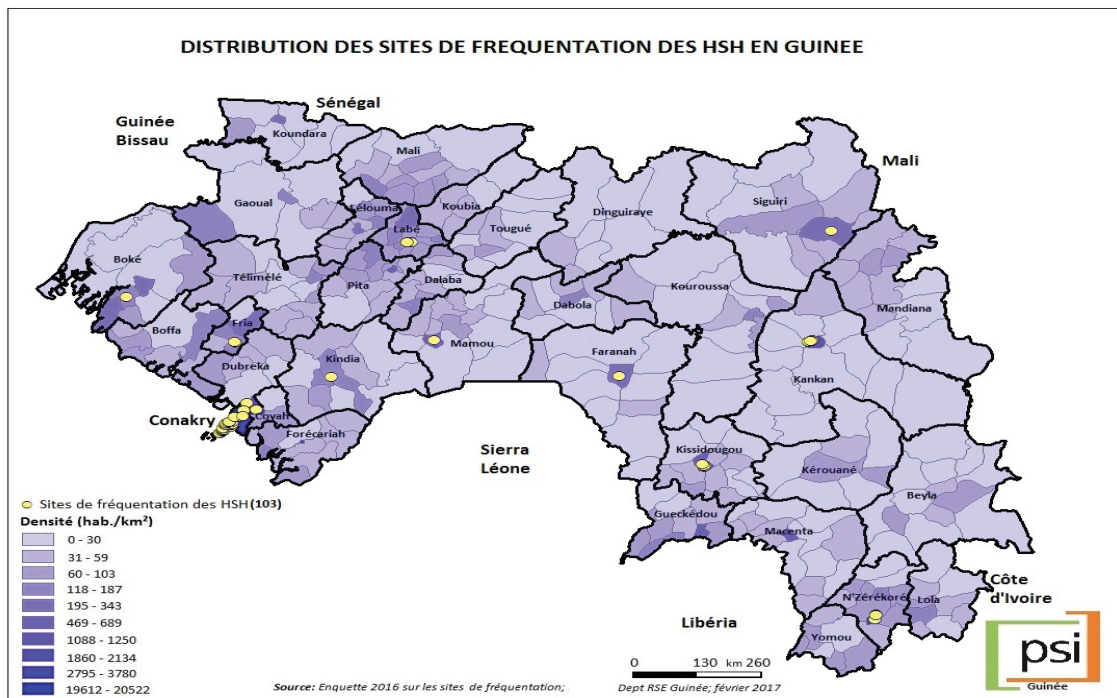 DISTRIBUTION DES SITES DE FREQUENTATION DES HSH EN GUINEE
Sénégal
Guinée
Bissau
Koundara
Mali
Mali
Gaoual
Lélouma
Koubia
Labé
Tougué
Dinguiraye
Siguiri
Boké
Télimélé
Pita
Dalaba
Kouroussa
Dabola
Mandiana
Boffa
Fria
Mamou
Faranah
Kindia
Dubreka
Kankan
Conakry
Coyah
Forécariah
Sierra
Léone
Kissidougou
Kérouané
Beyla
Gueckédou
Macenta
N'Zérékoré
Lola
Côte
d'Ivoire
Libéria
Yomou
Sites de fréquentation des HSH (103)
Densité (hab./km²)
0 - 30
31 - 59
60 - 103
118 - 187
195 - 343
469 - 689
1088 - 1250
1860 - 2134
2795 - 3780
19612 - 20522
0 130 km 260
Source: Enquette 2016 sur les sites de fréquentation; Dept RSE Guinée; février 2017
psi
Guinée